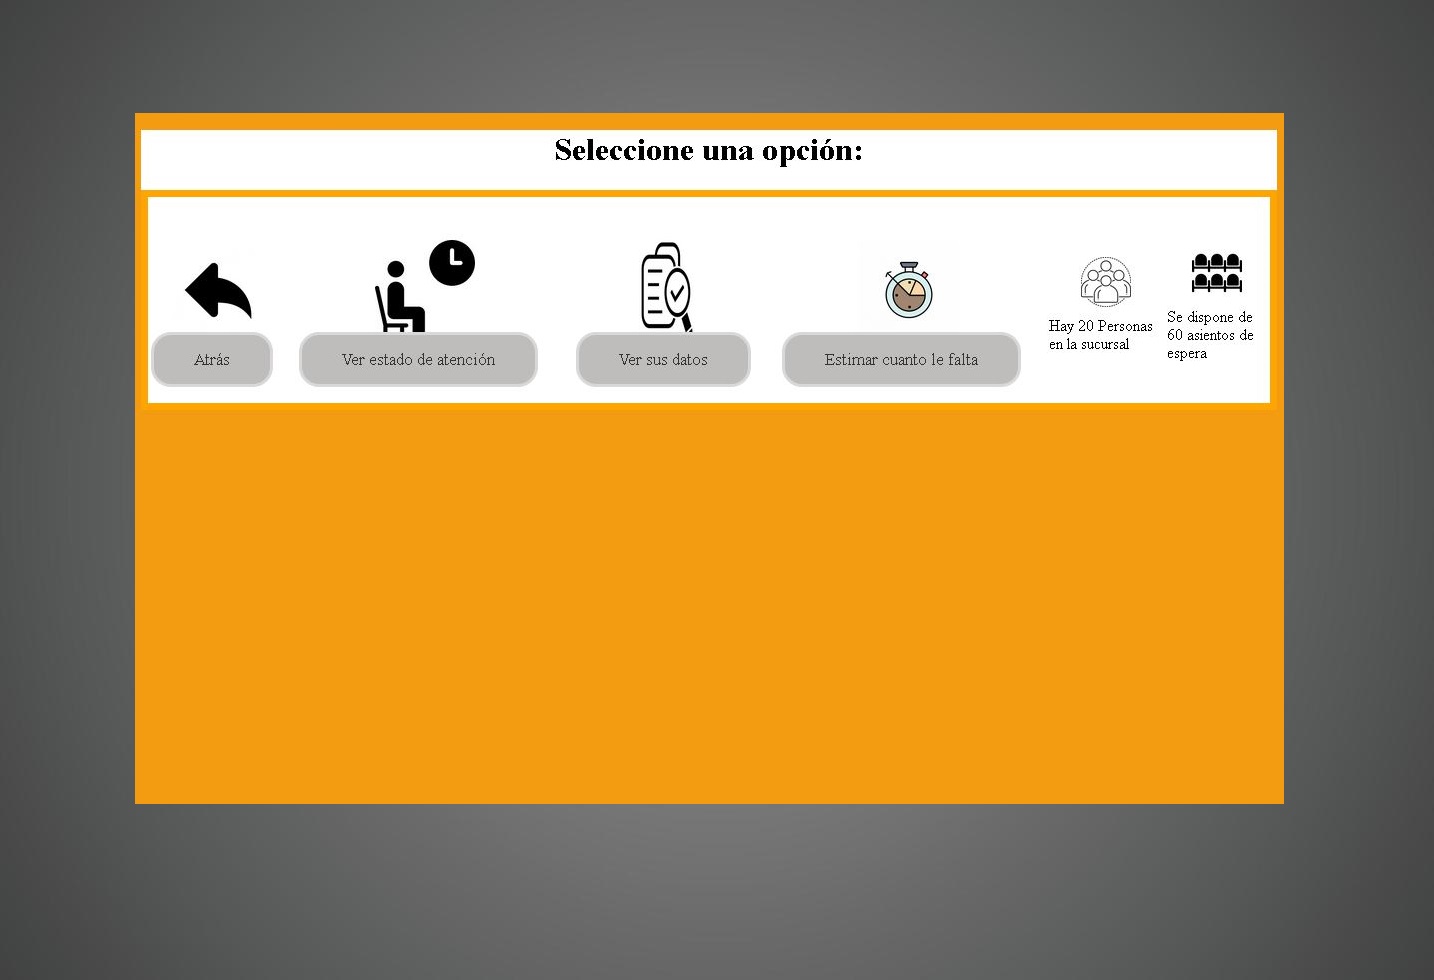 Seleccione una opción:
Atrás
Ver estado de atención
Ver sus datos
Estimar cuanto le falta
Hay 20 Personas
en la sucursal
Se dispone de
60 asientos de
espera